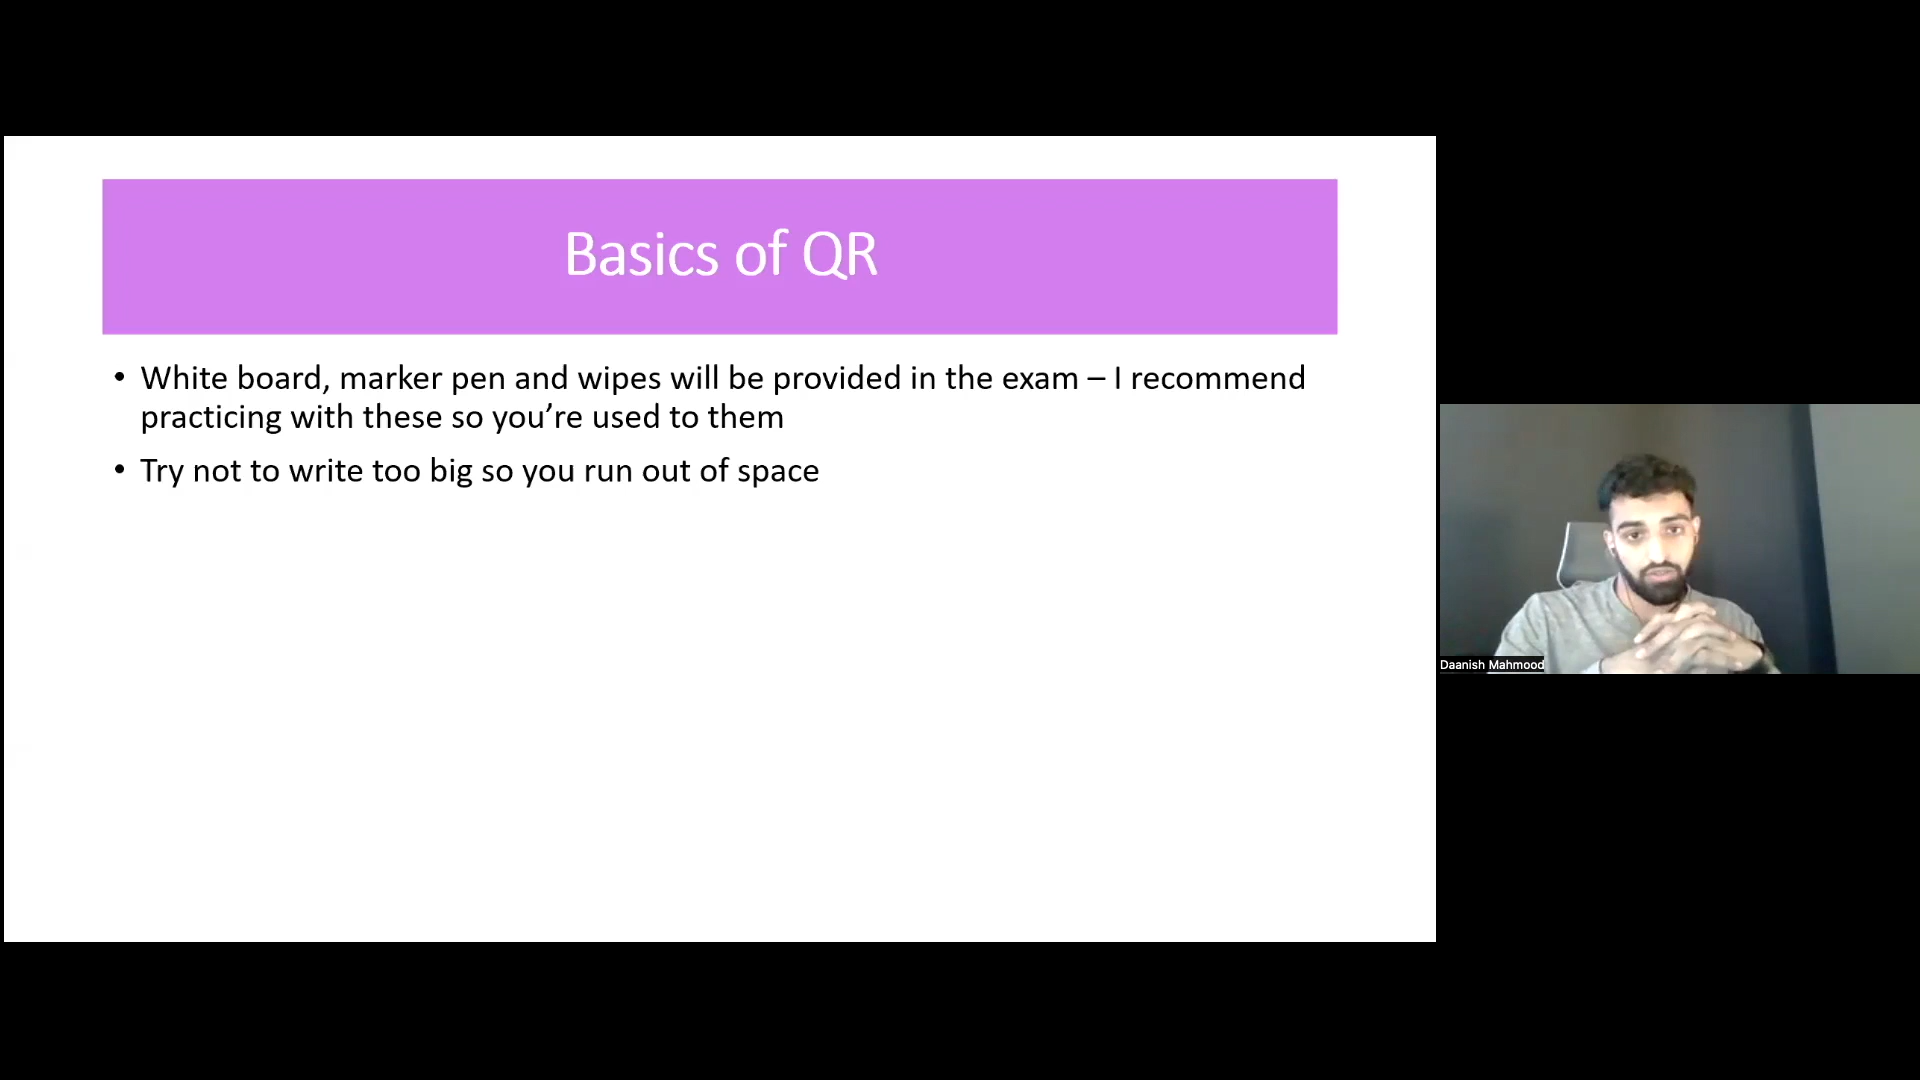 Basics of QR
• White board, marker pen and wipes will be provided in the exam – I recommend
practicing with these so you’re used to them
• Try not to write too big so you run out of space
Daanish Mahmood